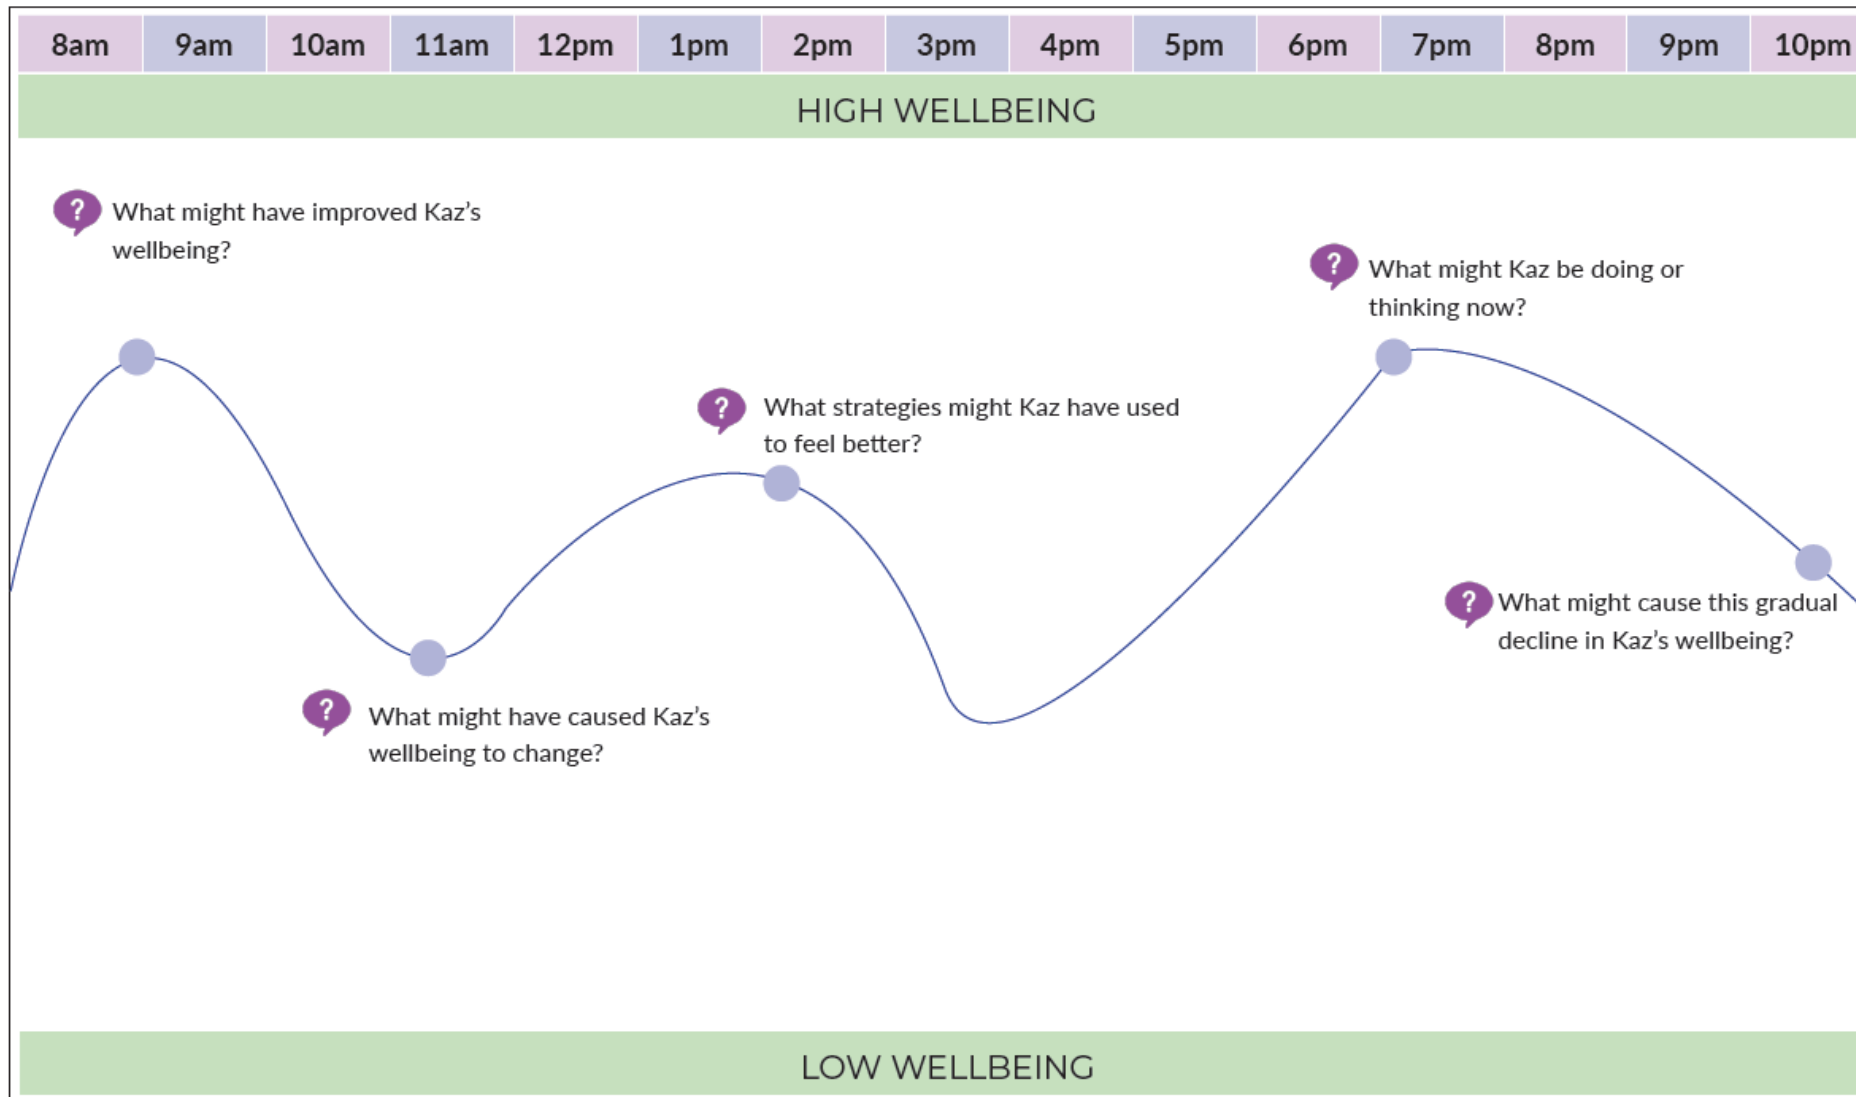 8am 9am 10am 11am 12pm 1pm 2pm 3pm 4pm 5pm 6pm 7pm 8pm 9pm 10pm
HIGH WELLBEING
? What might have improved Kaz’s
wellbeing?
? What might Kaz be doing or
thinking now?
? What strategies might Kaz have used
to feel better?
? What might cause this gradual
decline in Kaz’s wellbeing?
? What might have caused Kaz’s
wellbeing to change?
LOW WELLBEING